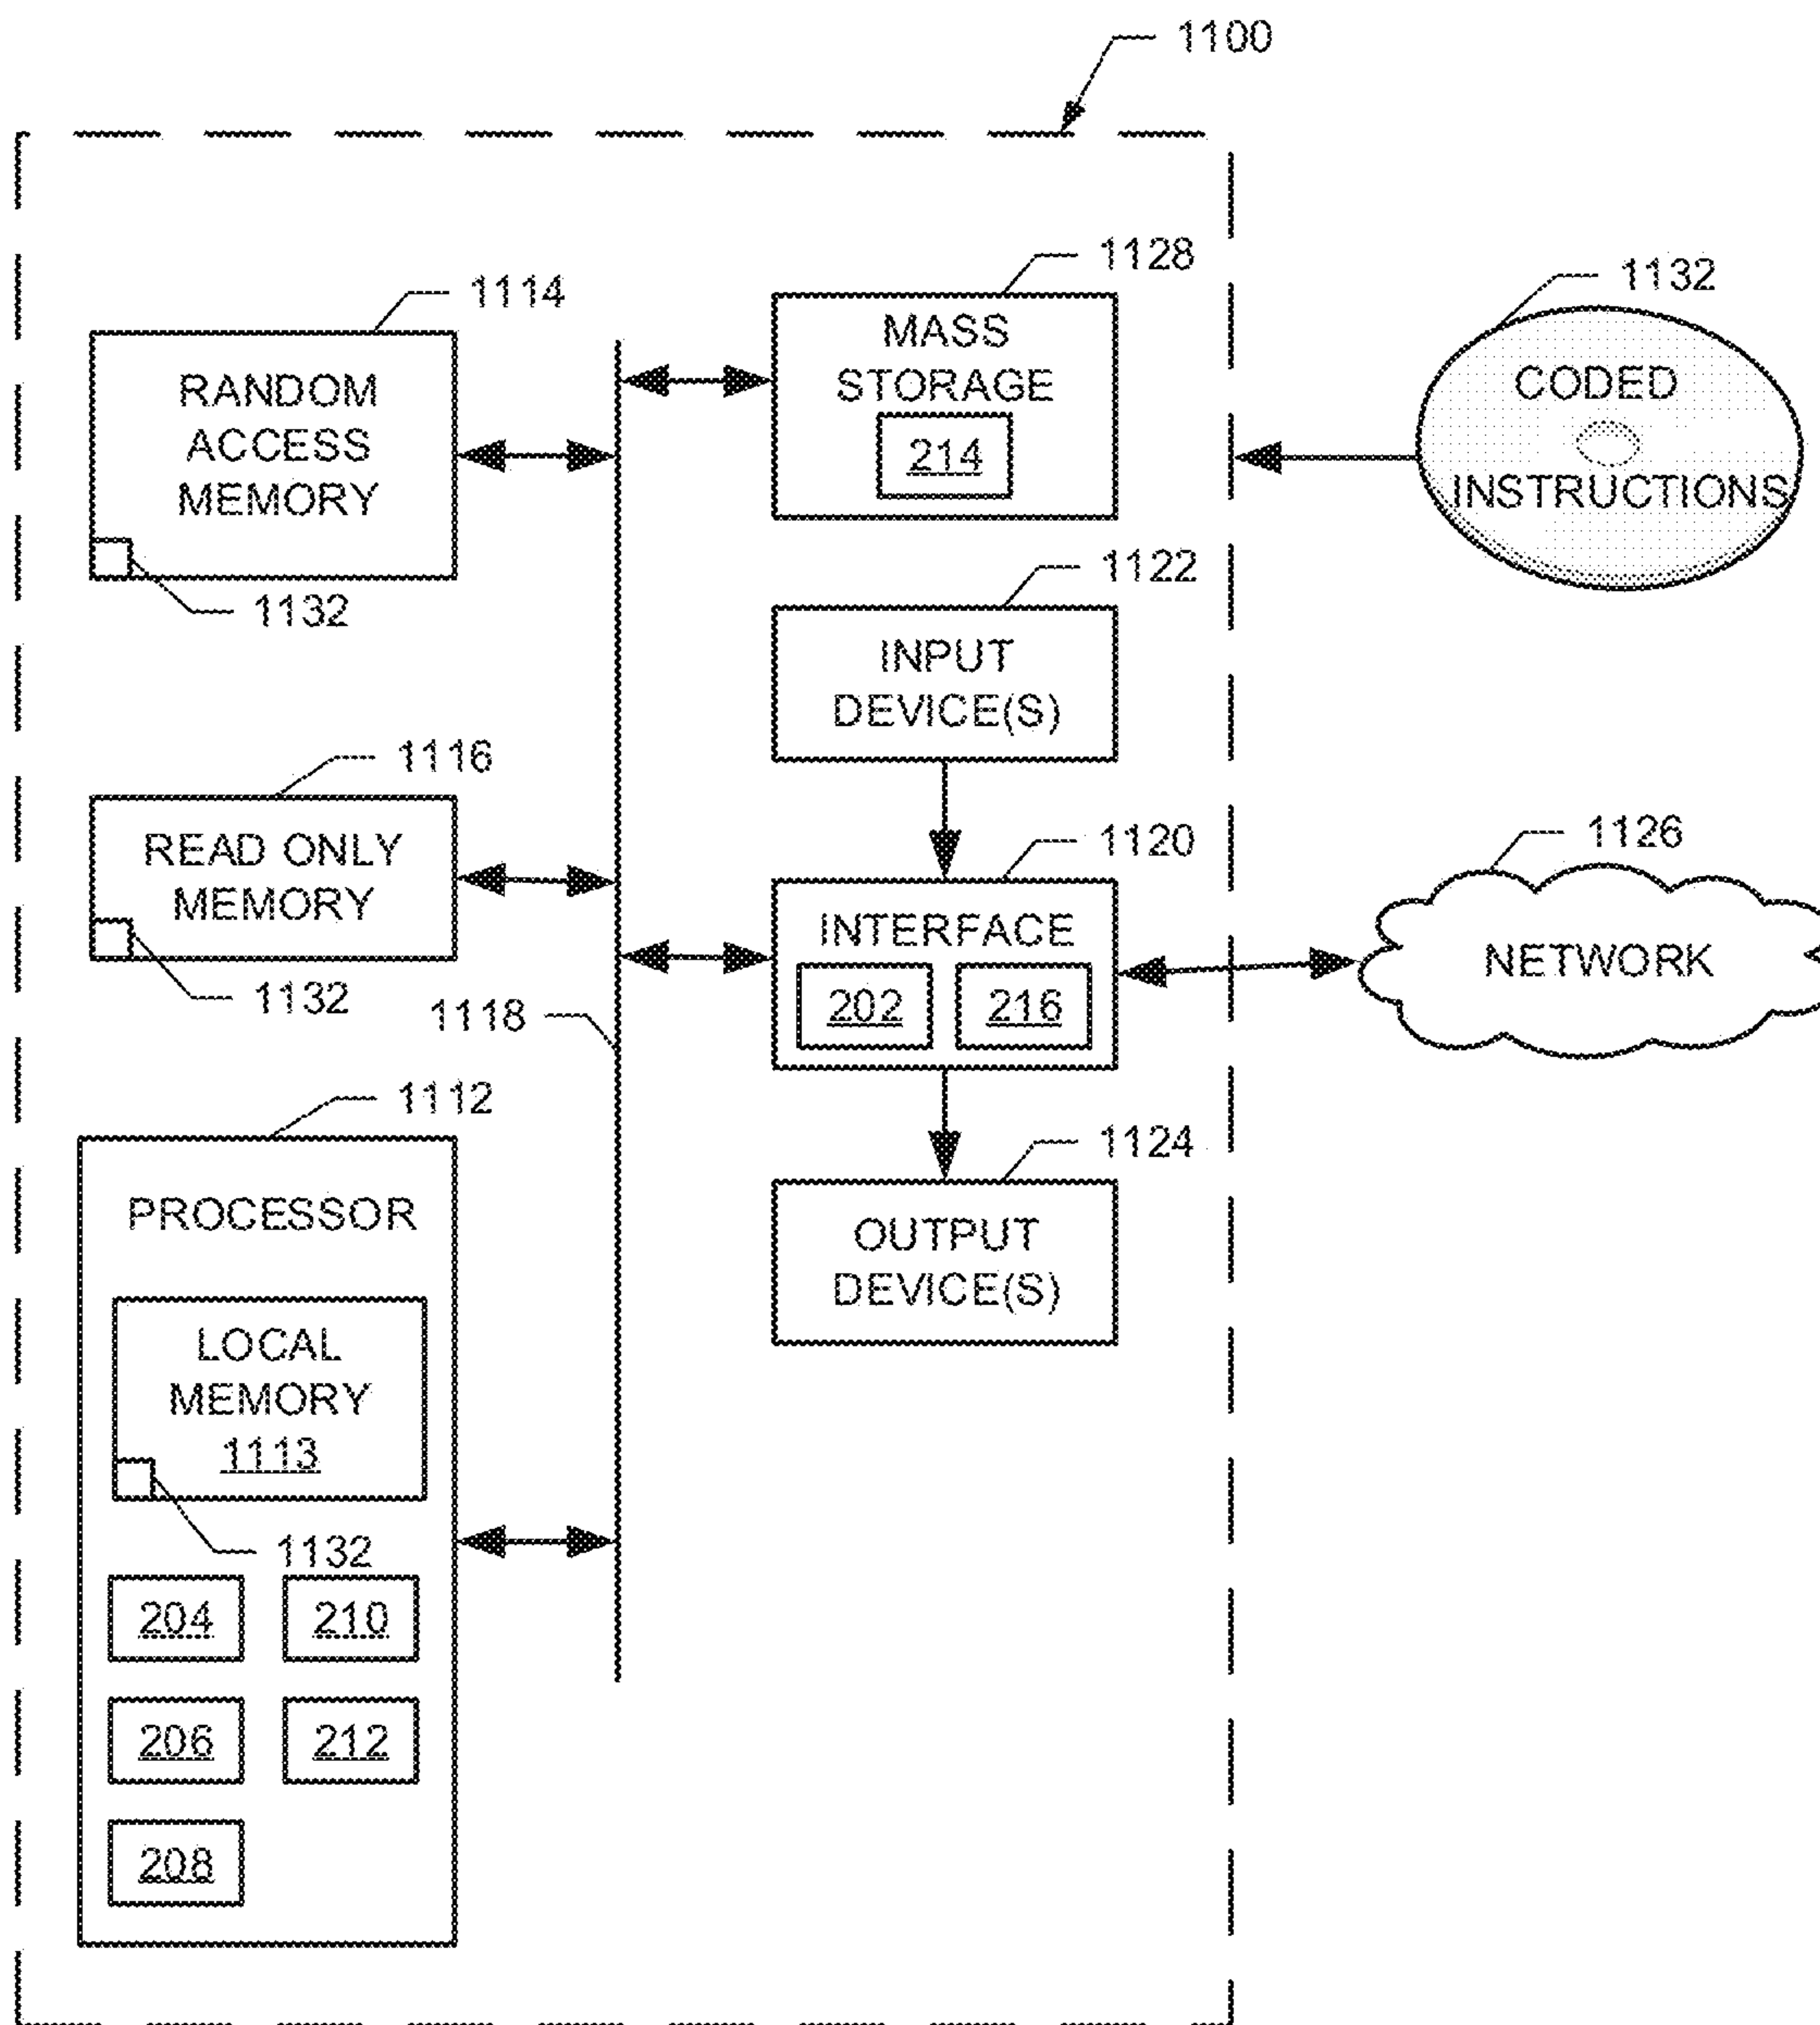 1100
1114
RANDOM
ACCESS
MEMORY
1132
1128
MASS
STORAGE
214
1132
CODED
INSTRUCTIONS
1122
INPUT
DEVICE(S)
1116
READ ONLY
MEMORY
1132
1118
1120
INTERFACE
202 216
1126
NETWORK
1112
PROCESSOR
LOCAL
MEMORY
1113
1132
204 210
206 212
208
1124
OUTPUT
DEVICE(S)